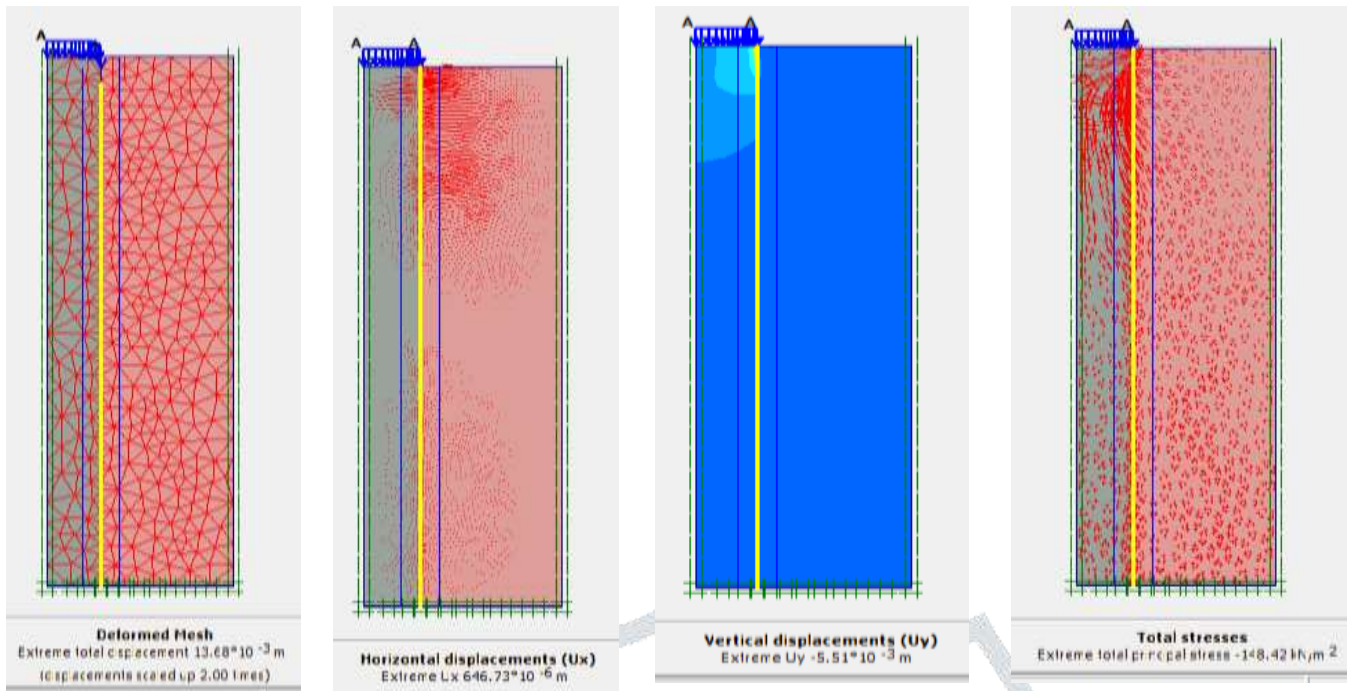 A
A A
A A
A A
Deformed Mesh
Extreme total displacement 13.68*10 -3 m
(displacements scaled up 2.00 times)
Horizontal displacements (Ux)
Extreme Ux 646.73*10 -6 m
Vertical displacements (Uy)
Extreme Uy -5.51*10 -3 m
Total stresses
Extreme total principal stress -148.42 kN/m 2